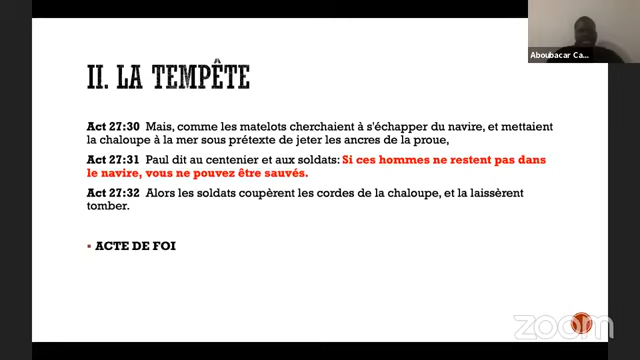 Aboubacar Ca...
II. LA TEMPÊTE
Act 27:30 Mais, comme les matelots cherchaient à s'échapper du navire, et mettaient
la chaloupe à la mer sous prétexte de jeter les ancres de la proue,
Act 27:31 Paul dit au centenier et aux soldats: Si ces hommes ne restent pas dans
le navire, vous ne pouvez être sauvés.
Act 27:32 Alors les soldats coupèrent les cordes de la chaloupe, et la laissèrent
tomber.
▪ ACTE DE FOI
zoom